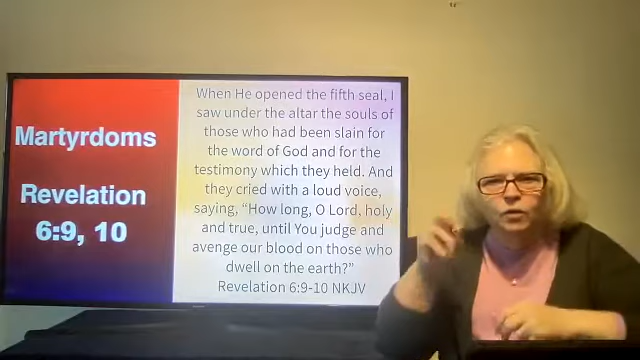 Martyrdoms
Revelation
6:9, 10
When He opened the fifth seal, I
saw under the altar the souls of
those who had been slain for
the word of God and for the
testimony which they held. And
they cried with a loud voice,
saying, “How long, O Lord, holy
and true, until You judge and
avenge our blood on those who
dwell on the earth?”
Revelation 6:9-10 NKJV